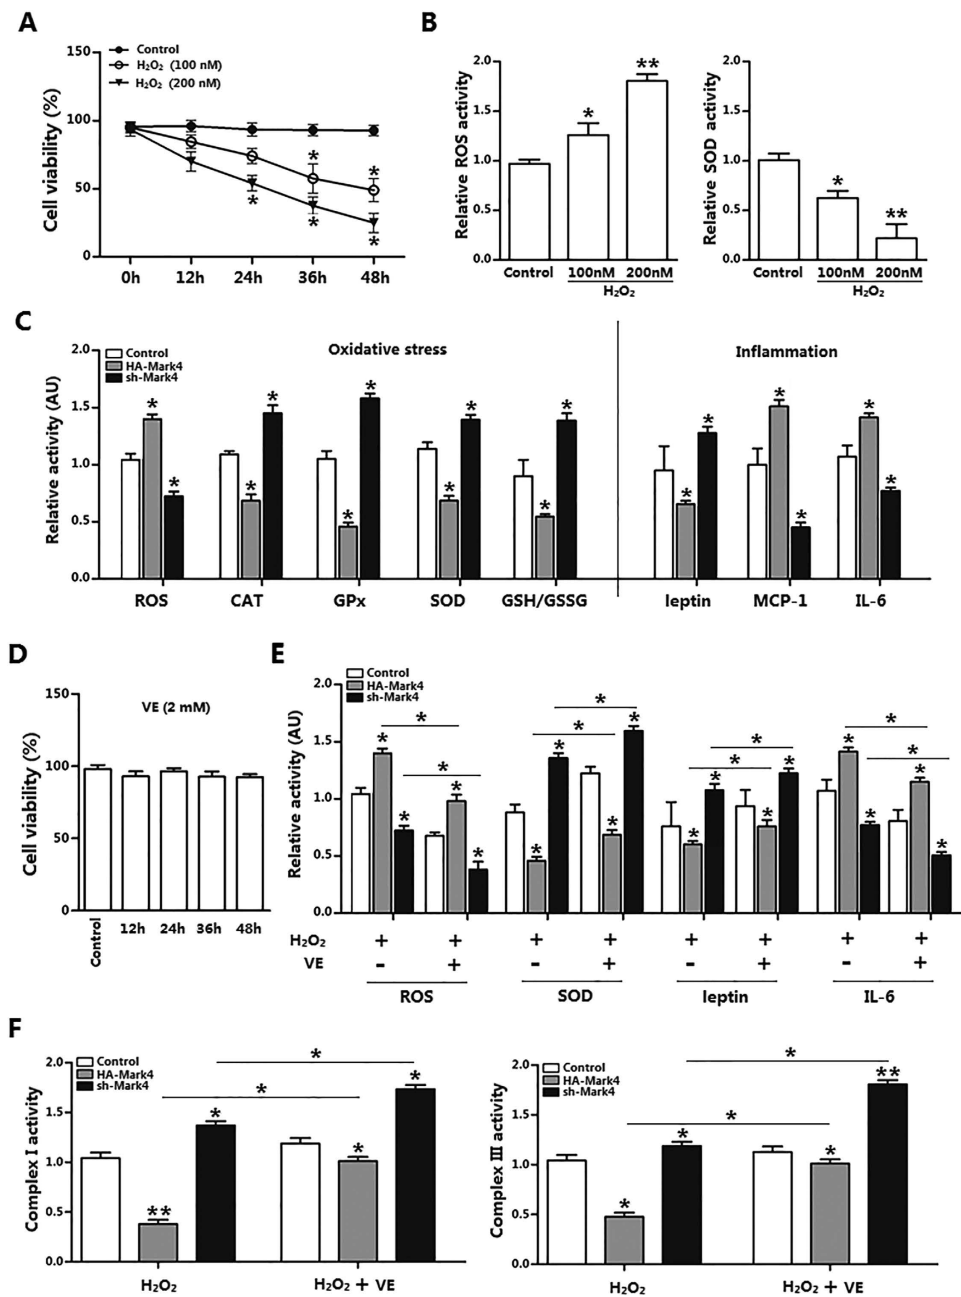 A
150
100
50
0
Cell viability (%)
Control
H₂O₂ (100 nM)
H₂O₂ (200 nM)
*
*
*
*
*
0h 12h 24h 36h 48h
B
2.0
1.5
1.0
0.5
0.0
Relative ROS activity
*
**
Control 100nM 200nM
H₂O₂
2.0
1.5
1.0
0.5
0.0
Relative SOD activity
*
**
Control 100nM 200nM
H₂O₂
C
2.0
1.5
1.0
0.5
0.0
Relative activity (AU)
Control
HA-Mark4
sh-Mark4
Oxidative stress
Inflammation
* * * * * * * *
* * * * * * * *
ROS CAT GPx SOD GSH/GSSG leptin MCP-1 IL-6
D
150
100
50
0
Cell viability (%)
VE (2 mM)
Control 12h 24h 36h 48h
E
2.0
1.5
1.0
0.5
0.0
Relative activity (AU)
Control
HA-Mark4
sh-Mark4
* * * *
* * * *
* * * * * * * *
* * * * * * * *
H₂O₂ + + + + + + + +
VE - + - + - + - +
ROS SOD leptin IL-6
F
2.0
1.5
1.0
0.5
0.0
Complex I activity
Control
HA-Mark4
sh-Mark4
*
*
** * * *
H₂O₂ H₂O₂ + VE
2.0
1.5
1.0
0.5
0.0
Complex III activity
Control
HA-Mark4
sh-Mark4
*
*
* * * **
H₂O₂ H₂O₂ + VE